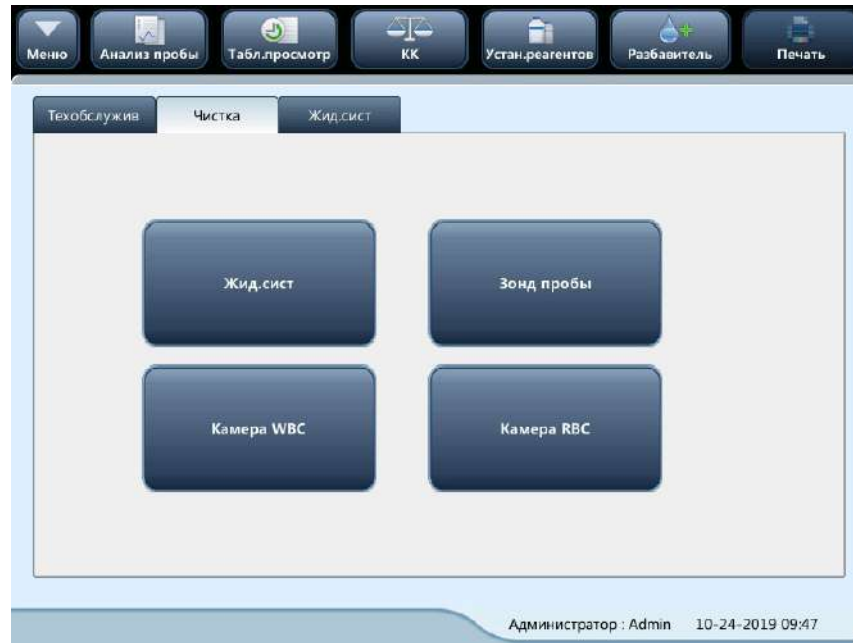 Меню
Анализ пробы
Табл.просмотр
КК
Устан.реагентов
Разбавитель
Печать
Техобслужив
Чистка
Жид.сист
Жид.сист
Зонд пробы
Камера WBC
Камера RBC
Администратор : Admin 10-24-2019 09:47